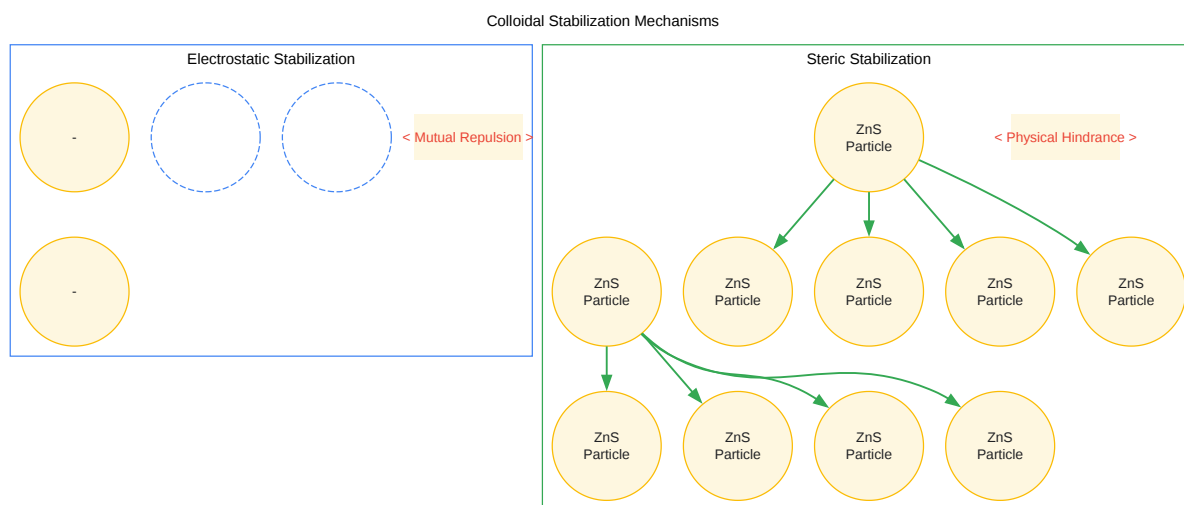 Colloidal Stabilization Mechanisms
Electrostatic Stabilization
-
< Mutual Repulsion >
-
Steric Stabilization
ZnS
Particle
< Physical Hindrance >
ZnS
Particle
ZnS
Particle
ZnS
Particle
ZnS
Particle
ZnS
Particle
ZnS
Particle
ZnS
Particle
ZnS
Particle
ZnS
Particle